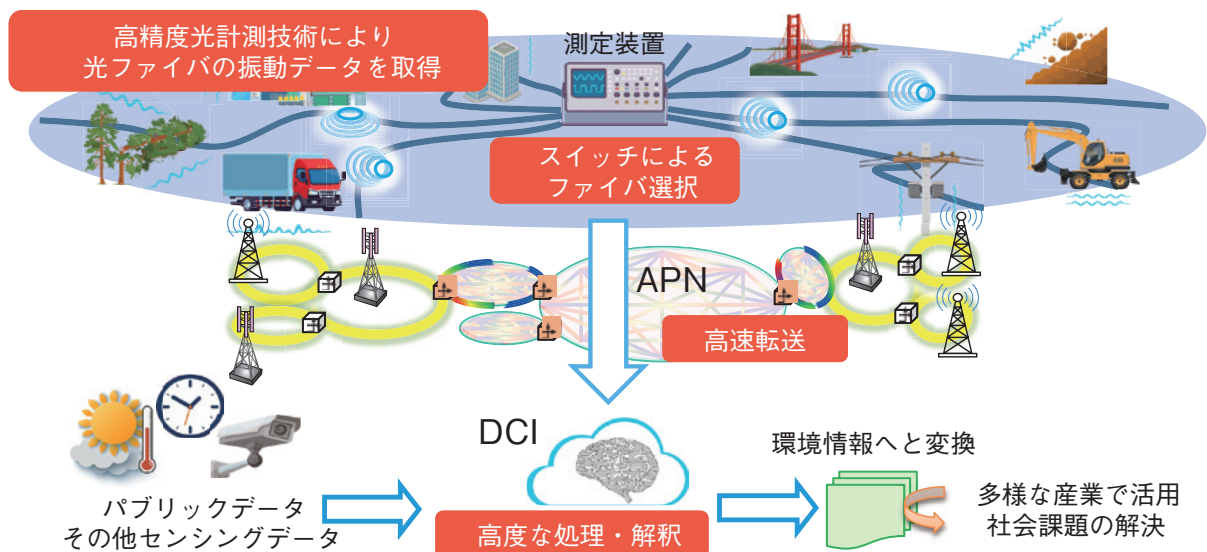 高精度光計測技術により
光ファイバの振動データを取得
測定装置
スイッチによる
ファイバ選択
APN
高速転送
DCI
環境情報へと変換
パブリックデータ
その他センシングデータ
高度な処理・解釈
多様な産業で活用
社会課題の解決